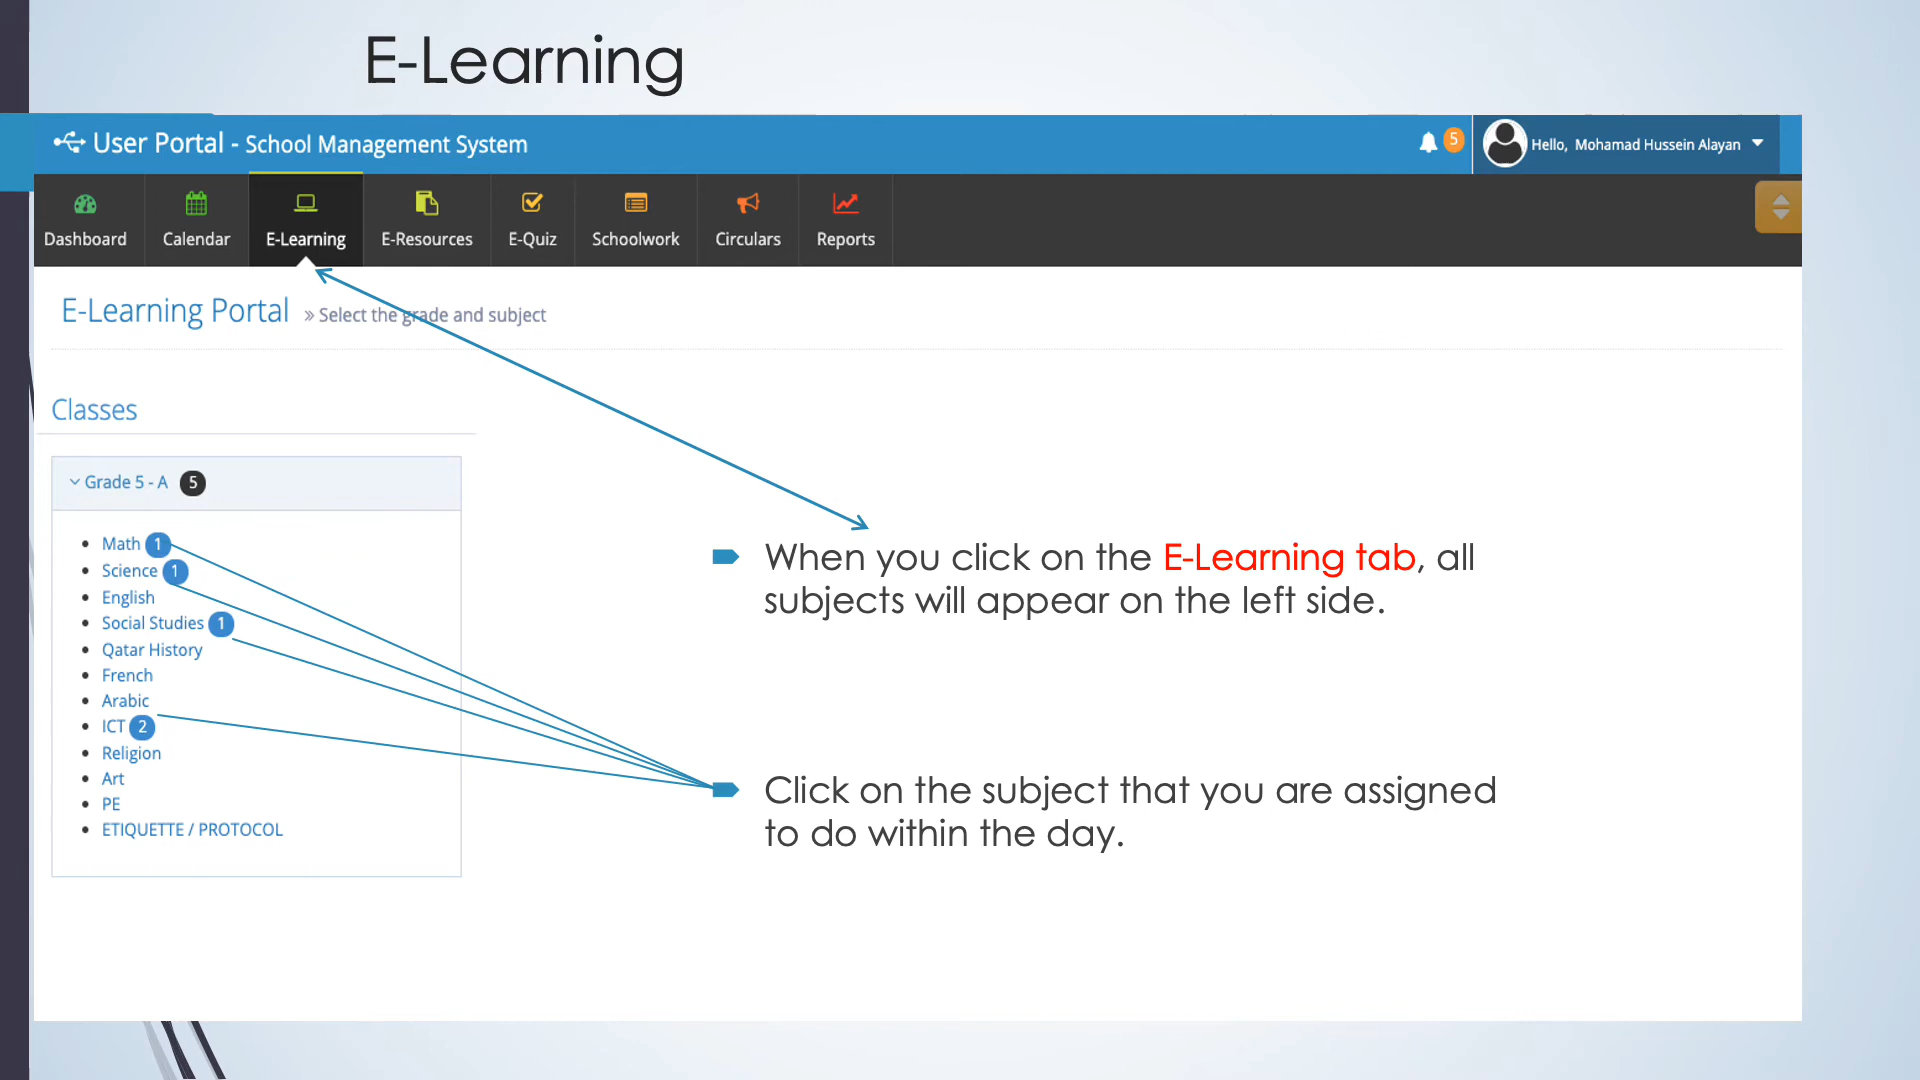 E-Learning
User Portal - School Management System
5
Hello, Mohamad Hussein Alayan
Dashboard
Calendar
E-Learning
E-Resources
E-Quiz
Schoolwork
Circulars
Reports
E-Learning Portal » Select the grade and subject
Classes
Grade 5 - A 5
Math 1
Science 1
English
Social Studies 1
Qatar History
French
Arabic
ICT 2
Religion
Art
PE
ETIQUETTE / PROTOCOL
When you click on the E-Learning tab, all
subjects will appear on the left side.
Click on the subject that you are assigned
to do within the day.